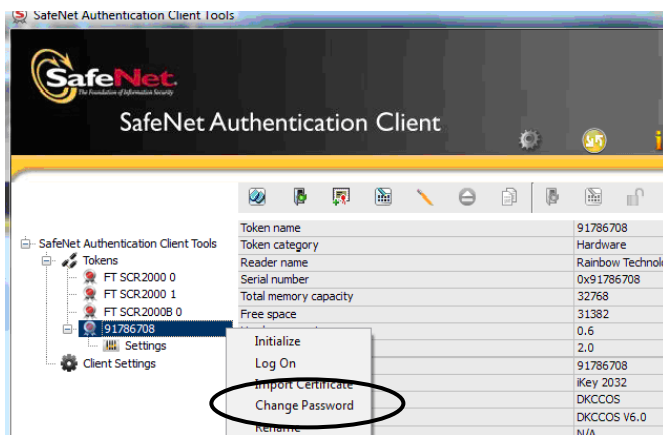 SafeNet Authentication Client Tools
SafeNet.
The Foundation of Information Security
SafeNet Authentication Client
SafeNet Authentication Client Tools
Tokens
FT SCR2000 0
FT SCR2000 1
FT SCR2000B 0
91786708
Settings
Client Settings
Token name 91786708
Token category Hardware
Reader name Rainbow Technol
Serial number 0x91786708
Total memory capacity 32768
Free space 31382
0.6
2.0
91786708
iKey 2032
DKCCOS
DKCCOS V6.0
N/A
Initialize
Log On
Import Certificate
Change Password
Rename